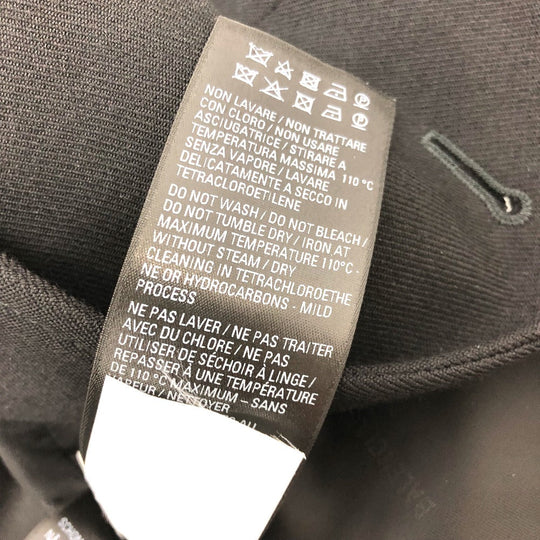 NON LAVARE / NON TRATTARE
CON CLORO / NON USARE
ASCIUGATRICE / STIRARE A
TEMPERATURA MASSIMA 110 °C
SENZA VAPORE / LAVARE
DELICATAMENTE A SECCO IN
TETRACLOROETILENE
DO NOT WASH / DO NOT BLEACH /
DO NOT TUMBLE DRY / IRON AT
MAXIMUM TEMPERATURE 110°C -
WITHOUT STEAM / DRY
CLEANING IN TETRACHLOROETHE
NE OR HYDROCARBONS - MILD
PROCESS
NE PAS LAVER / NE PAS TRAITER
AVEC DU CHLORE / NE PAS
UTILISER DE SÉCHOIR À LINGE /
REPASSER À UNE TEMPÉRATURE
DE 110 °C MAXIMUM - SANS
VAPEUR / NETTOYER
AU